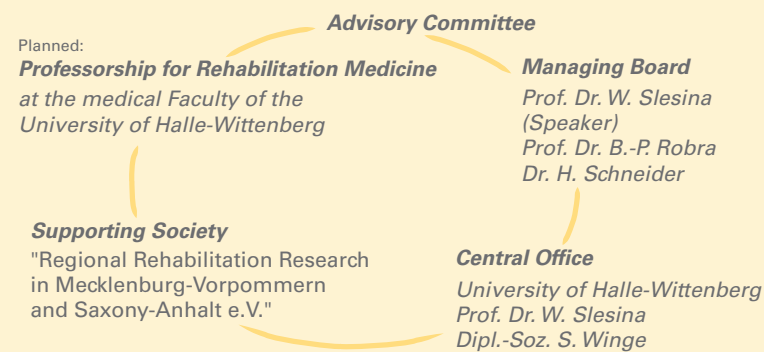 Advisory Committee
Planned:
Professorship for Rehabilitation Medicine
at the medical Faculty of the
University of Halle-Wittenberg
Managing Board
Prof. Dr. W. Slesina
(Speaker)
Prof. Dr. B.-P. Robra
Dr. H. Schneider
Supporting Society
"Regional Rehabilitation Research
in Mecklenburg-Vorpommern
and Saxony-Anhalt e.V."
Central Office
University of Halle-Wittenberg
Prof. Dr. W. Slesina
Dipl.-Soz. S. Winge